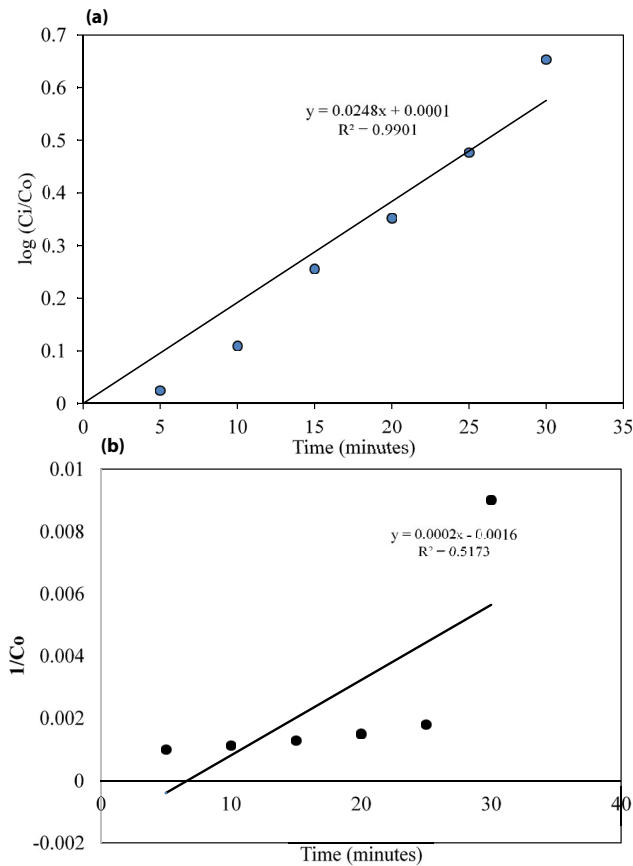 (a)
0.7
0.6
0.5
0.4
0.3
0.2
0.1
0
log (Ci/Co)
y = 0.0248x + 0.0001
R² = 0.9901
0 5 10 15 20 25 30 35
Time (minutes)
(b)
0.01
0.008
0.006
0.004
0.002
0
-0.002
1/Co
y = 0.0002x - 0.0016
R² = 0.5173
0 10 20 30 40
Time (minutes)